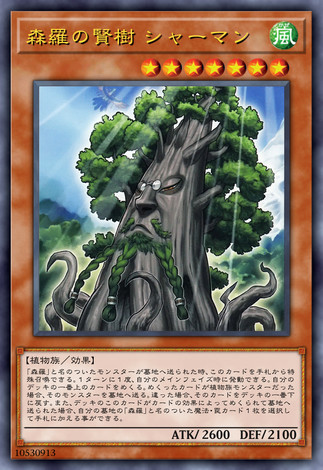 森羅の賢樹 シャーマン
風
【植物族／効果】
「森羅」と名のついたモンスターが墓地へ送られた時、このカードを手札から特
殊召喚できる。１ターンに１度、自分のメインフェイズ時に発動できる。自分の
デッキの一番上のカードをめくる。めくったカードが植物族モンスターだった
場合、そのモンスターを墓地へ送る。違った場合、そのカードをデッキの一番下
に戻す。また、デッキのこのカードがカードの効果によってめくられて墓地へ送
られた場合、自分の墓地の「森羅」と名のついた魔法・罠カード１枚を選択し
て手札に加える事ができる。
ATK/ 2600 DEF/2100
10530913